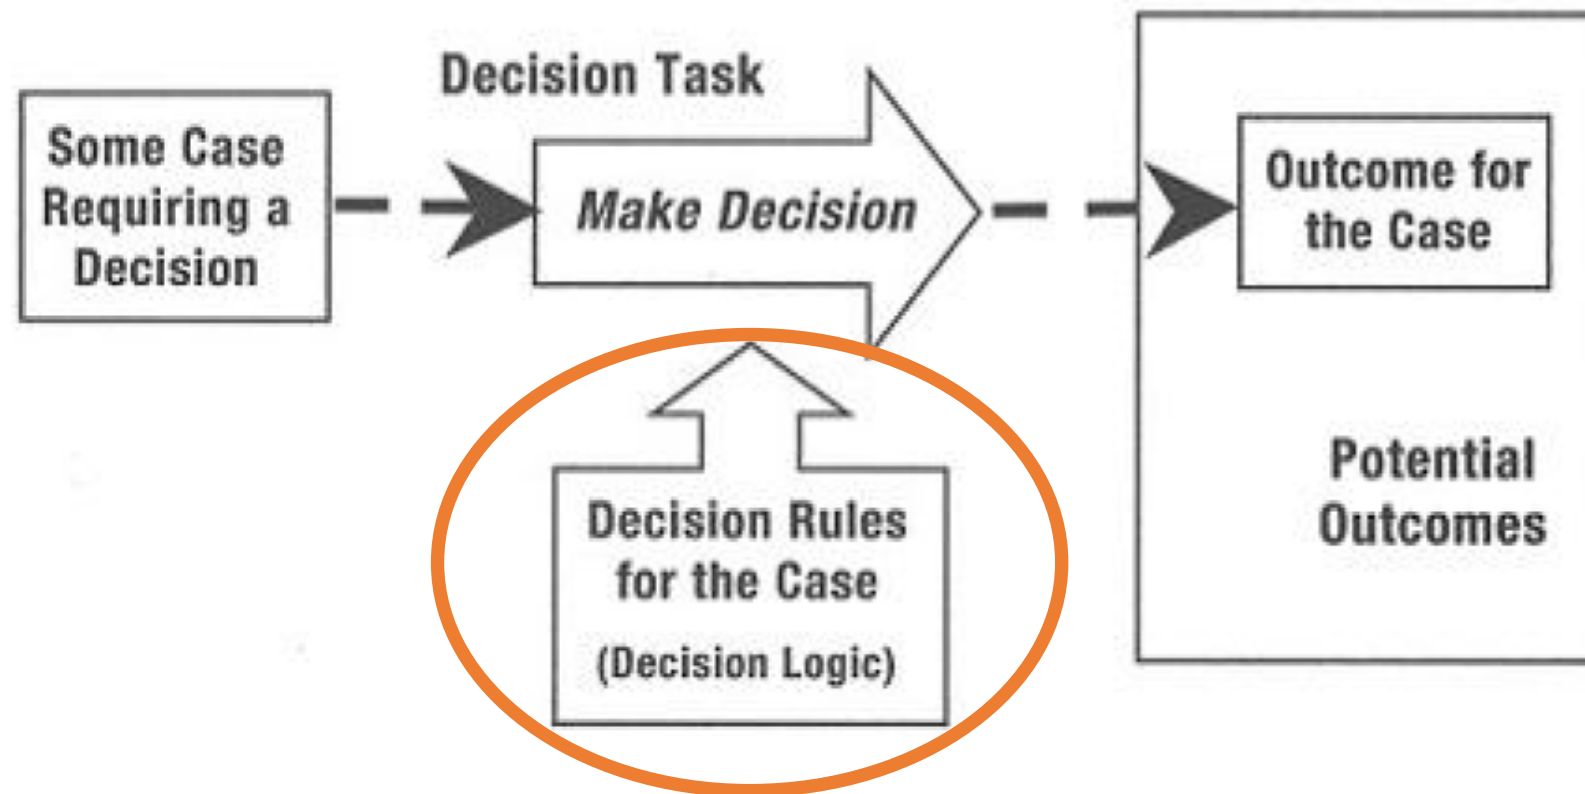 Decision Task
Some Case
Requiring a
Decision
Make Decision
Outcome for
the Case
Decision Rules
for the Case
(Decision Logic)
Potential
Outcomes